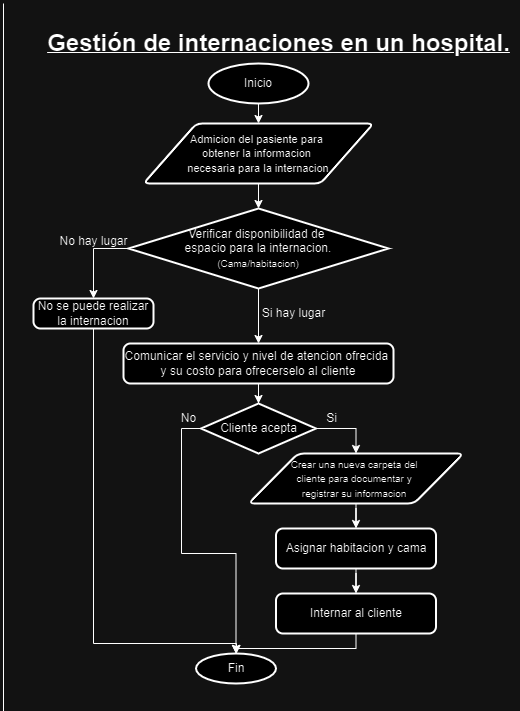 Gestión de internaciones en un hospital.
Inicio
Admicion del pasiente para
obtener la informacion
necesaria para la internacion
Verificar disponibilidad de
espacio para la internacion.
(Cama/habitacion)
No hay lugar
No se puede realizar
la internacion
Si hay lugar
Comunicar el servicio y nivel de atencion ofrecida
y su costo para ofrecerselo al cliente
Cliente acepta
No
Si
Crear una nueva carpeta del
cliente para documentar y
registrar su informacion
Asignar habitacion y cama
Internar al cliente
Fin